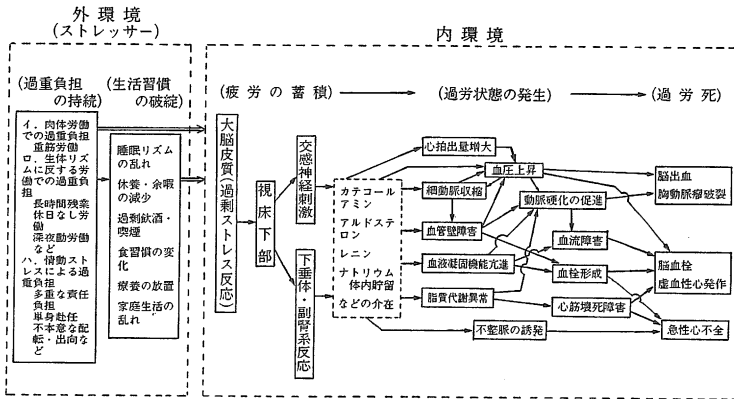 外環境
(ストレッサー)
(過重負担
の持続)
(生活習慣
の破綻)
イ．肉体労働
での過重負担
重筋労働
ロ．生体リズ
ムに反する労
働での過重負
担
長時間残業
休日なし労
働
深夜勤労働
など
ハ．情動スト
レスによる過
重負担
多重な責任
負担
単身赴任
不本意な配
転・出向な
ど
睡眠リズム
の乱れ
休養・余暇
の減少
過剰飲酒・
喫煙
食習慣の変
化
療養の放置
家庭生活の
乱れ
内環境
(疲労の蓄積)
(過労状態の発生)
(過労死)
大脳皮質(過剰ストレス反応)
視床下部
交感神経刺激
下垂体・副腎系反応
カテコール
アミン
アルドステ
ロン
レニン
ナトリウム
体内貯留
などの介在
心拍出量増大
血圧上昇
細動脈収縮
動脈硬化の促進
血管壁障害
血流障害
血液凝固機能亢進
血栓形成
脂質代謝異常
心筋壊死障害
不整脈の誘発
脳出血
胸動脈瘤破裂
脳血栓
虚血性心発作
急性心不全